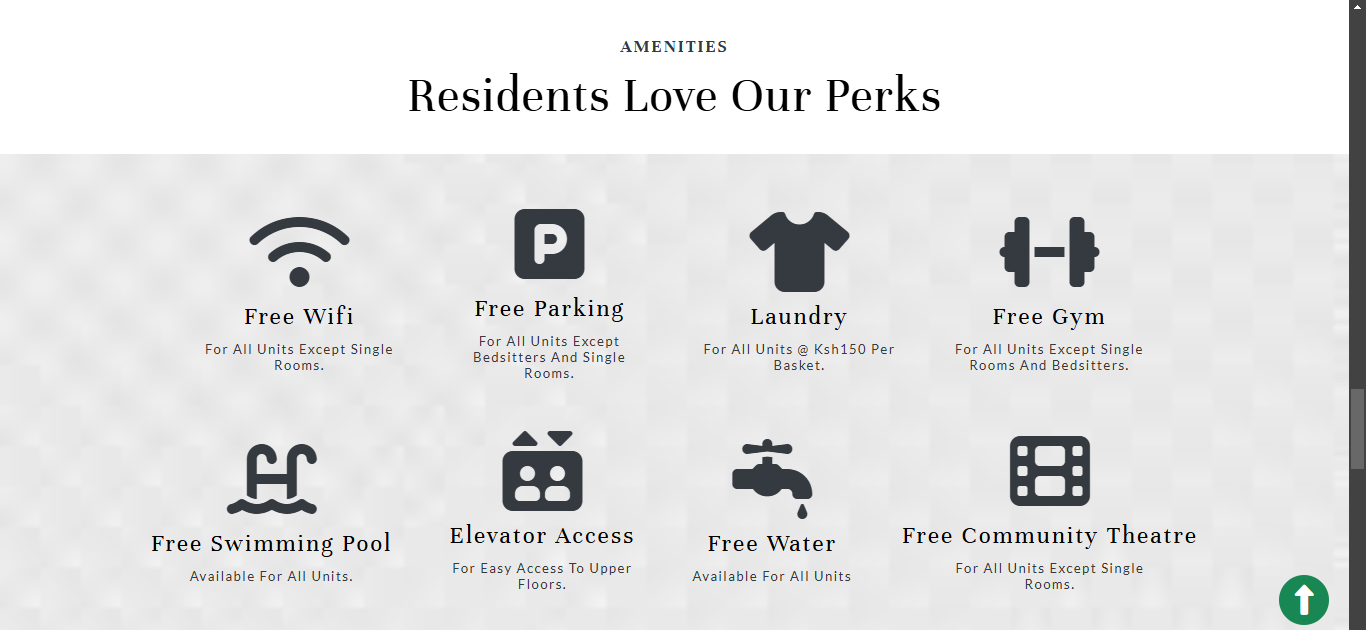 AMENITIES
Residents Love Our Perks
P
Free Wifi
For All Units Except Single
Rooms.
Free Parking
For All Units Except
Bedsitters And Single
Rooms.
Laundry
For All Units @ Ksh150 Per
Basket.
Free Gym
For All Units Except Single
Rooms And Bedsitters.
Free Swimming Pool
Available For All Units.
Elevator Access
For Easy Access To Upper
Floors.
Free Water
Available For All Units
Free Community Theatre
For All Units Except Single
Rooms.